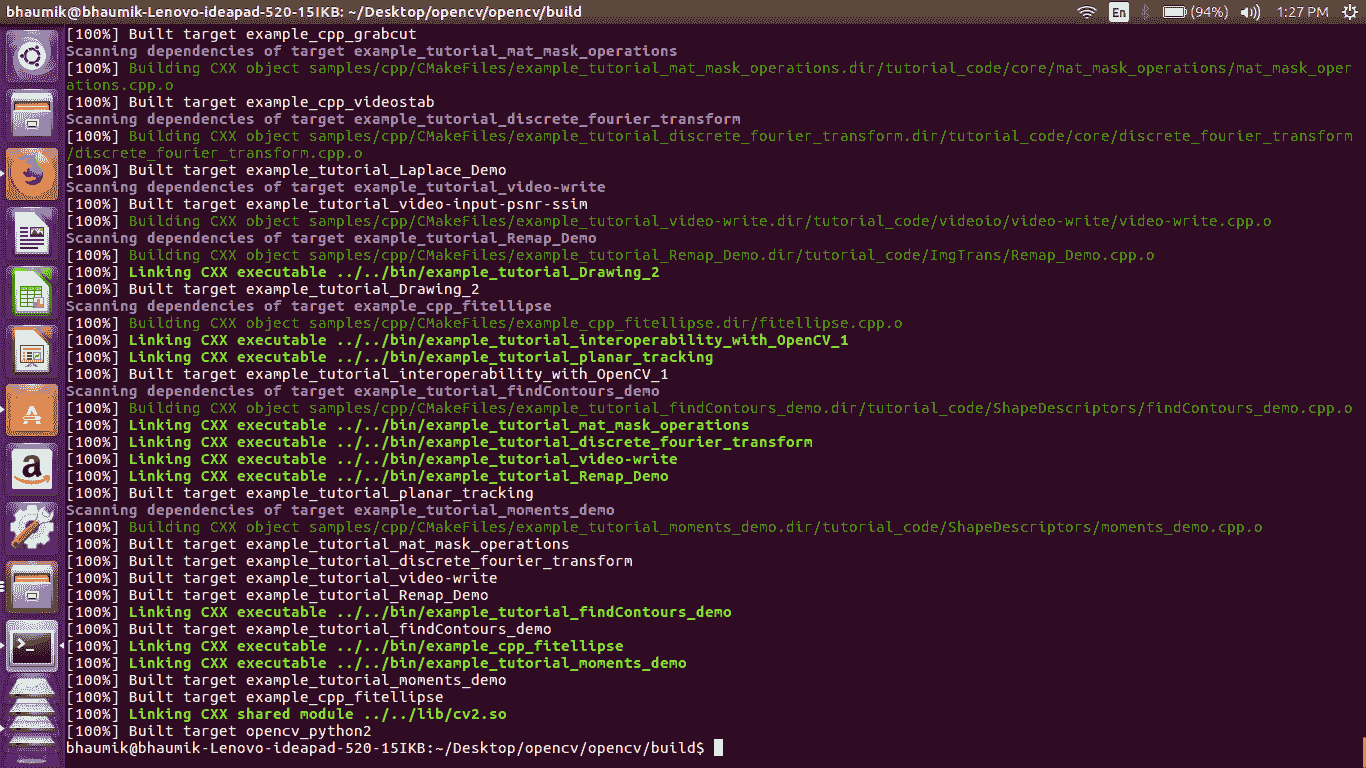 bhaumik@bhaumik-Lenovo-ideapad-520-15IKB: ~/Desktop/opencv/opencv/build En (94%) 1:27 PM
[100%] Built target example_cpp_grabcut
Scanning dependencies of target example_tutorial_mat_mask_operations
[100%] Building CXX object samples/cpp/CMakeFiles/example_tutorial_mat_mask_operations.dir/tutorial_code/core/mat_mask_operations/mat_mask_oper
ations.cpp.o
[100%] Built target example_cpp_videostab
Scanning dependencies of target example_tutorial_discrete_fourier_transform
[100%] Building CXX object samples/cpp/CMakeFiles/example_tutorial_discrete_fourier_transform.dir/tutorial_code/core/discrete_fourier_transform
/discrete_fourier_transform.cpp.o
[100%] Built target example_tutorial_Laplace_Demo
Scanning dependencies of target example_tutorial_video-write
[100%] Built target example_tutorial_video-input-psnr-ssim
[100%] Building CXX object samples/cpp/CMakeFiles/example_tutorial_video-write.dir/tutorial_code/videoio/video-write/video-write.cpp.o
Scanning dependencies of target example_tutorial_Remap_Demo
[100%] Building CXX object samples/cpp/CMakeFiles/example_tutorial_Remap_Demo.dir/tutorial_code/ImgTrans/Remap_Demo.cpp.o
[100%] Linking CXX executable ../../bin/example_tutorial_Drawing_2
[100%] Built target example_tutorial_Drawing_2
Scanning dependencies of target example_cpp_fitellipse
[100%] Building CXX object samples/cpp/CMakeFiles/example_cpp_fitellipse.dir/fitellipse.cpp.o
[100%] Linking CXX executable ../../bin/example_tutorial_interoperability_with_OpenCV_1
[100%] Linking CXX executable ../../bin/example_tutorial_planar_tracking
[100%] Built target example_tutorial_interoperability_with_OpenCV_1
Scanning dependencies of target example_tutorial_findContours_demo
[100%] Building CXX object samples/cpp/CMakeFiles/example_tutorial_findContours_demo.dir/tutorial_code/ShapeDescriptors/findContours_demo.cpp.o
[100%] Linking CXX executable ../../bin/example_tutorial_mat_mask_operations
[100%] Linking CXX executable ../../bin/example_tutorial_discrete_fourier_transform
[100%] Linking CXX executable ../../bin/example_tutorial_video-write
[100%] Linking CXX executable ../../bin/example_tutorial_Remap_Demo
[100%] Built target example_tutorial_planar_tracking
Scanning dependencies of target example_tutorial_moments_demo
[100%] Building CXX object samples/cpp/CMakeFiles/example_tutorial_moments_demo.dir/tutorial_code/ShapeDescriptors/moments_demo.cpp.o
[100%] Built target example_tutorial_mat_mask_operations
[100%] Built target example_tutorial_discrete_fourier_transform
[100%] Built target example_tutorial_video-write
[100%] Built target example_tutorial_Remap_Demo
[100%] Linking CXX executable ../../bin/example_tutorial_findContours_demo
[100%] Built target example_tutorial_findContours_demo
[100%] Linking CXX executable ../../bin/example_cpp_fitellipse
[100%] Linking CXX executable ../../bin/example_tutorial_moments_demo
[100%] Built target example_tutorial_moments_demo
[100%] Built target example_cpp_fitellipse
[100%] Linking CXX shared module ../../lib/cv2.so
[100%] Built target opencv_python2
bhaumik@bhaumik-Lenovo-ideapad-520-15IKB:~/Desktop/opencv/opencv/build$